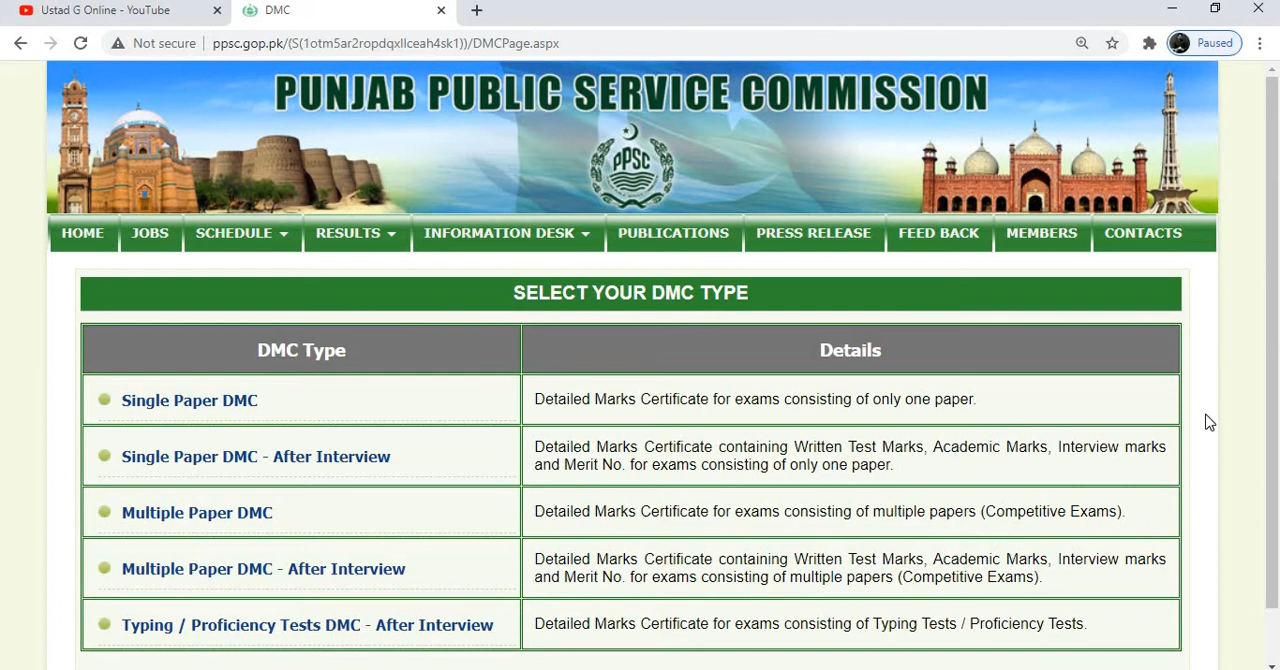 Ustad G Online - YouTube
DMC
Not secure
ppsc.gop.pk/(S(1otm5ar2ropdqxllceah4sk1))/DMCPage.aspx
Paused
PUNJAB PUBLIC SERVICE COMMISSION
PPSC
HOME
JOBS
SCHEDULE
RESULTS
INFORMATION DESK
PUBLICATIONS
PRESS RELEASE
FEED BACK
MEMBERS
CONTACTS
SELECT YOUR DMC TYPE
DMC Type
Details
Single Paper DMC
Detailed Marks Certificate for exams consisting of only one paper.
Single Paper DMC - After Interview
Detailed Marks Certificate containing Written Test Marks, Academic Marks, Interview marks
and Merit No. for exams consisting of only one paper.
Multiple Paper DMC
Detailed Marks Certificate for exams consisting of multiple papers (Competitive Exams).
Multiple Paper DMC - After Interview
Detailed Marks Certificate containing Written Test Marks, Academic Marks, Interview marks
and Merit No. for exams consisting of multiple papers (Competitive Exams).
Typing / Proficiency Tests DMC - After Interview
Detailed Marks Certificate for exams consisting of Typing Tests / Proficiency Tests.